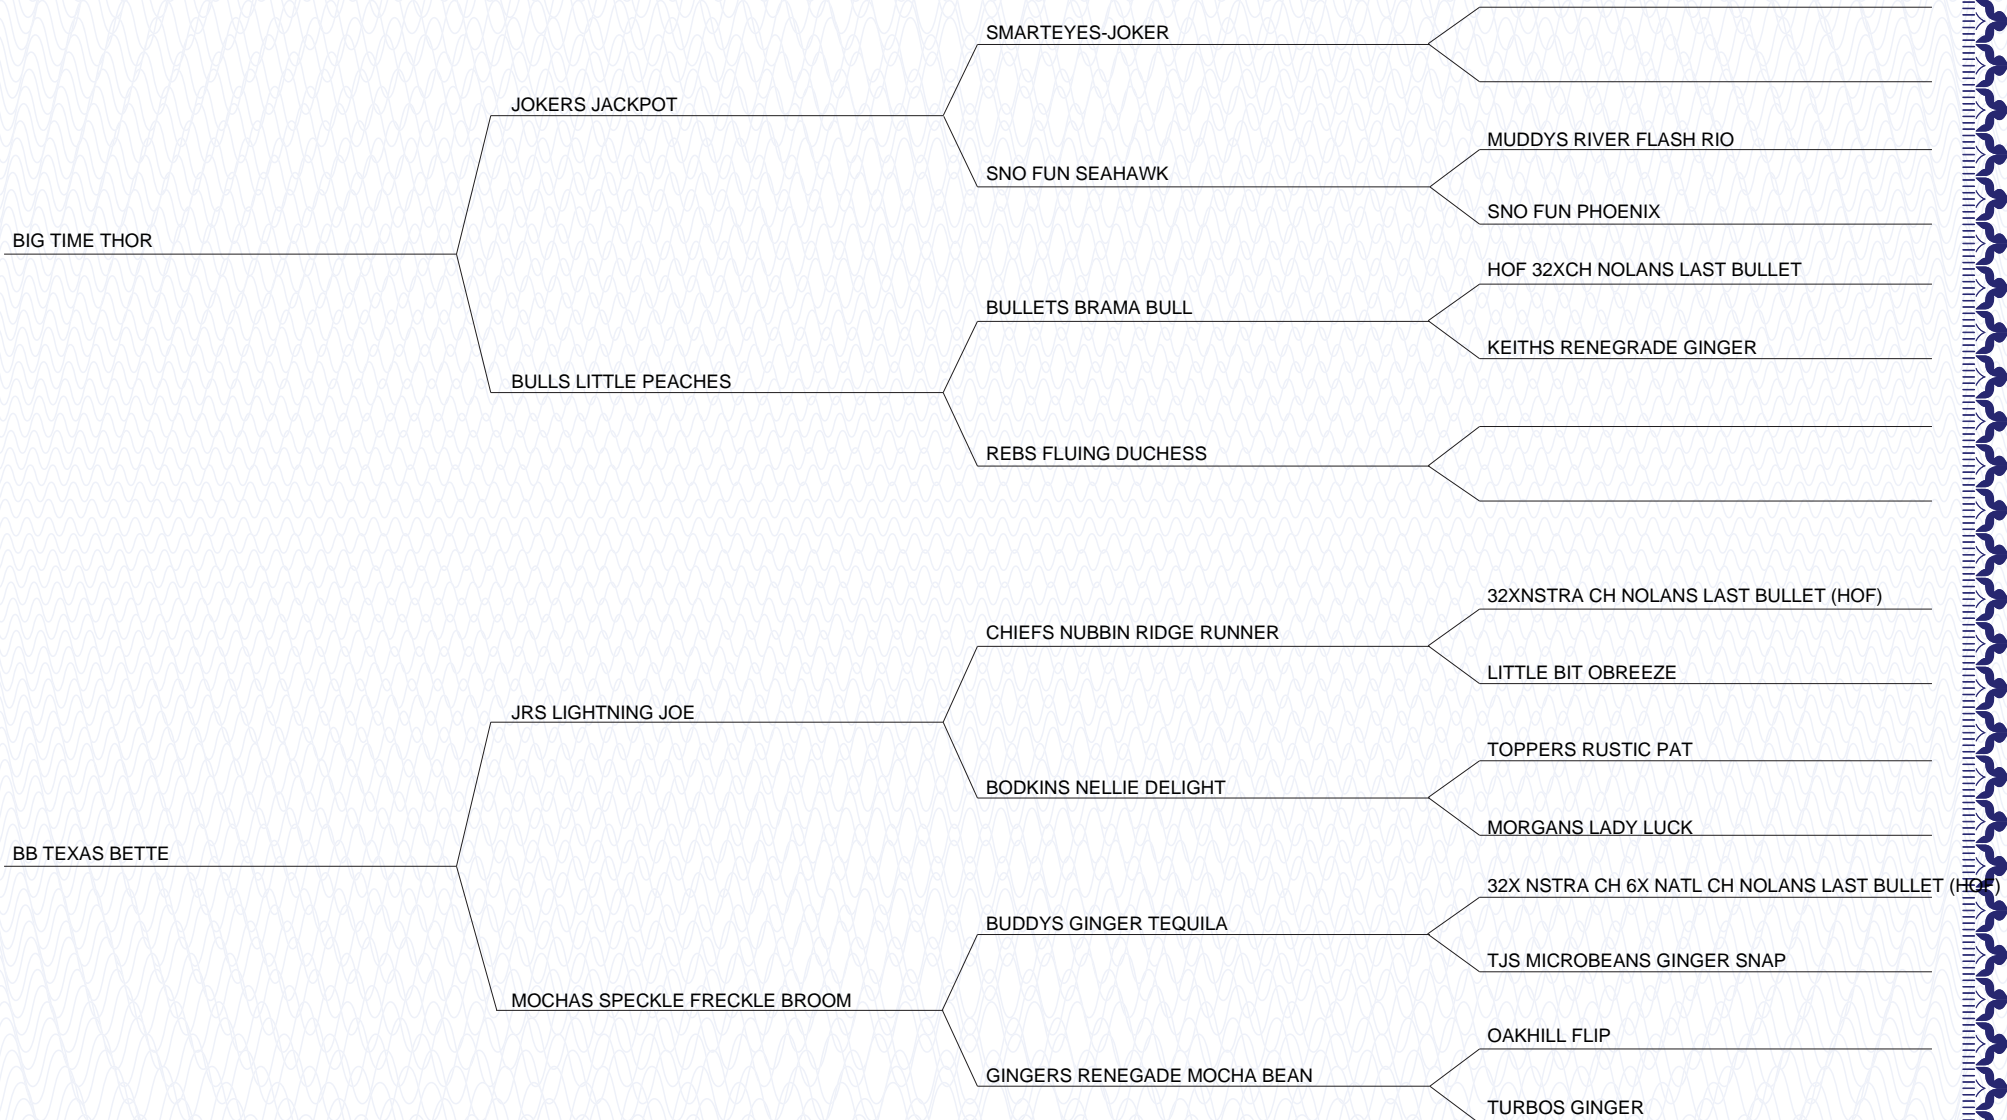 SMARTEYES-JOKER
JOKERS JACKPOT
MUDDYS RIVER FLASH RIO
SNO FUN SEAHAWK
SNO FUN PHOENIX
BIG TIME THOR
HOF 32XCH NOLANS LAST BULLET
BULLETS BRAMA BULL
KEITHS RENEGRADE GINGER
BULLS LITTLE PEACHES
REBS FLUING DUCHESS
32XNSTRA CH NOLANS LAST BULLET (HOF)
CHIEFS NUBBIN RIDGE RUNNER
LITTLE BIT OBREEZE
JRS LIGHTNING JOE
TOPPERS RUSTIC PAT
BODKINS NELLIE DELIGHT
MORGANS LADY LUCK
BB TEXAS BETTE
32X NSTRA CH 6X NATL CH NOLANS LAST BULLET (HOF)
BUDDYS GINGER TEQUILA
TJS MICROBEANS GINGER SNAP
MOCHAS SPECKLE FRECKLE BROOM
OAKHILL FLIP
GINGERS RENEGADE MOCHA BEAN
TURBOS GINGER